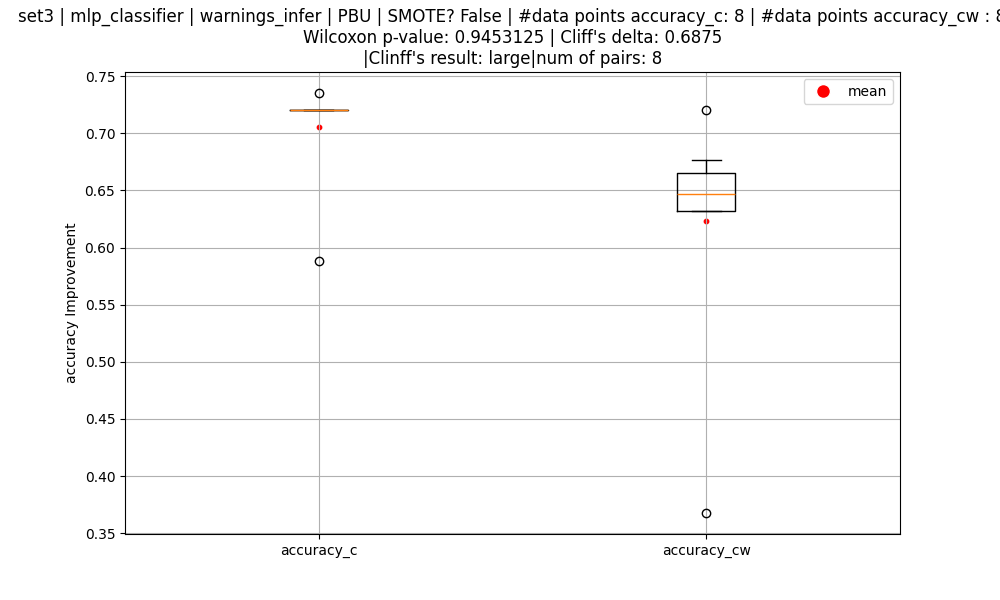 set3 | mlp_classifier | warnings_infer | PBU | SMOTE? False | #data points accuracy_c: 8 | #data points accuracy_cw :
Wilcoxon p-value: 0.9453125 | Cliff's delta: 0.6875
|Clinff's result: large|num of pairs: 8
mean
0.75
0.70
0.65
0.60
0.55
0.50
0.45
0.40
0.35
accuracy Improvement
accuracy_c
accuracy_cw